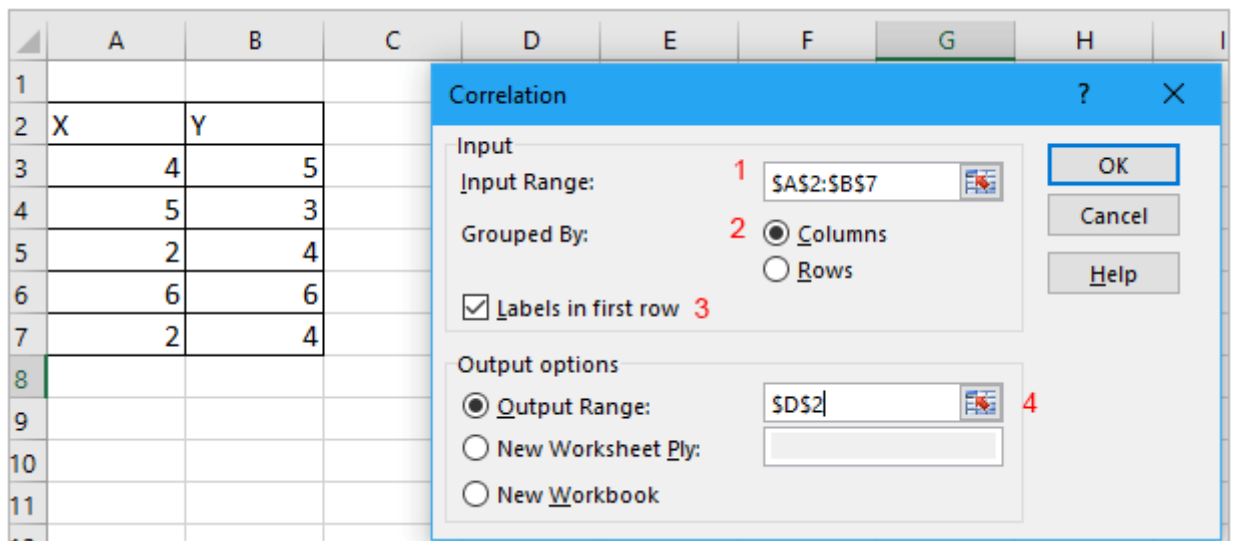 A B C D E F G H I
1
2 X Y
3 4 5
4 5 3
5 2 4
6 6 6
7 2 4
8
9
10
11
Correlation ? ×
Input
Input Range: 1 $A$2:$B$7 OK
Grouped By: 2 Columns Cancel
Rows Help
Labels in first row 3
Output options
Output Range: $D$2 4
New Worksheet Ply:
New Workbook